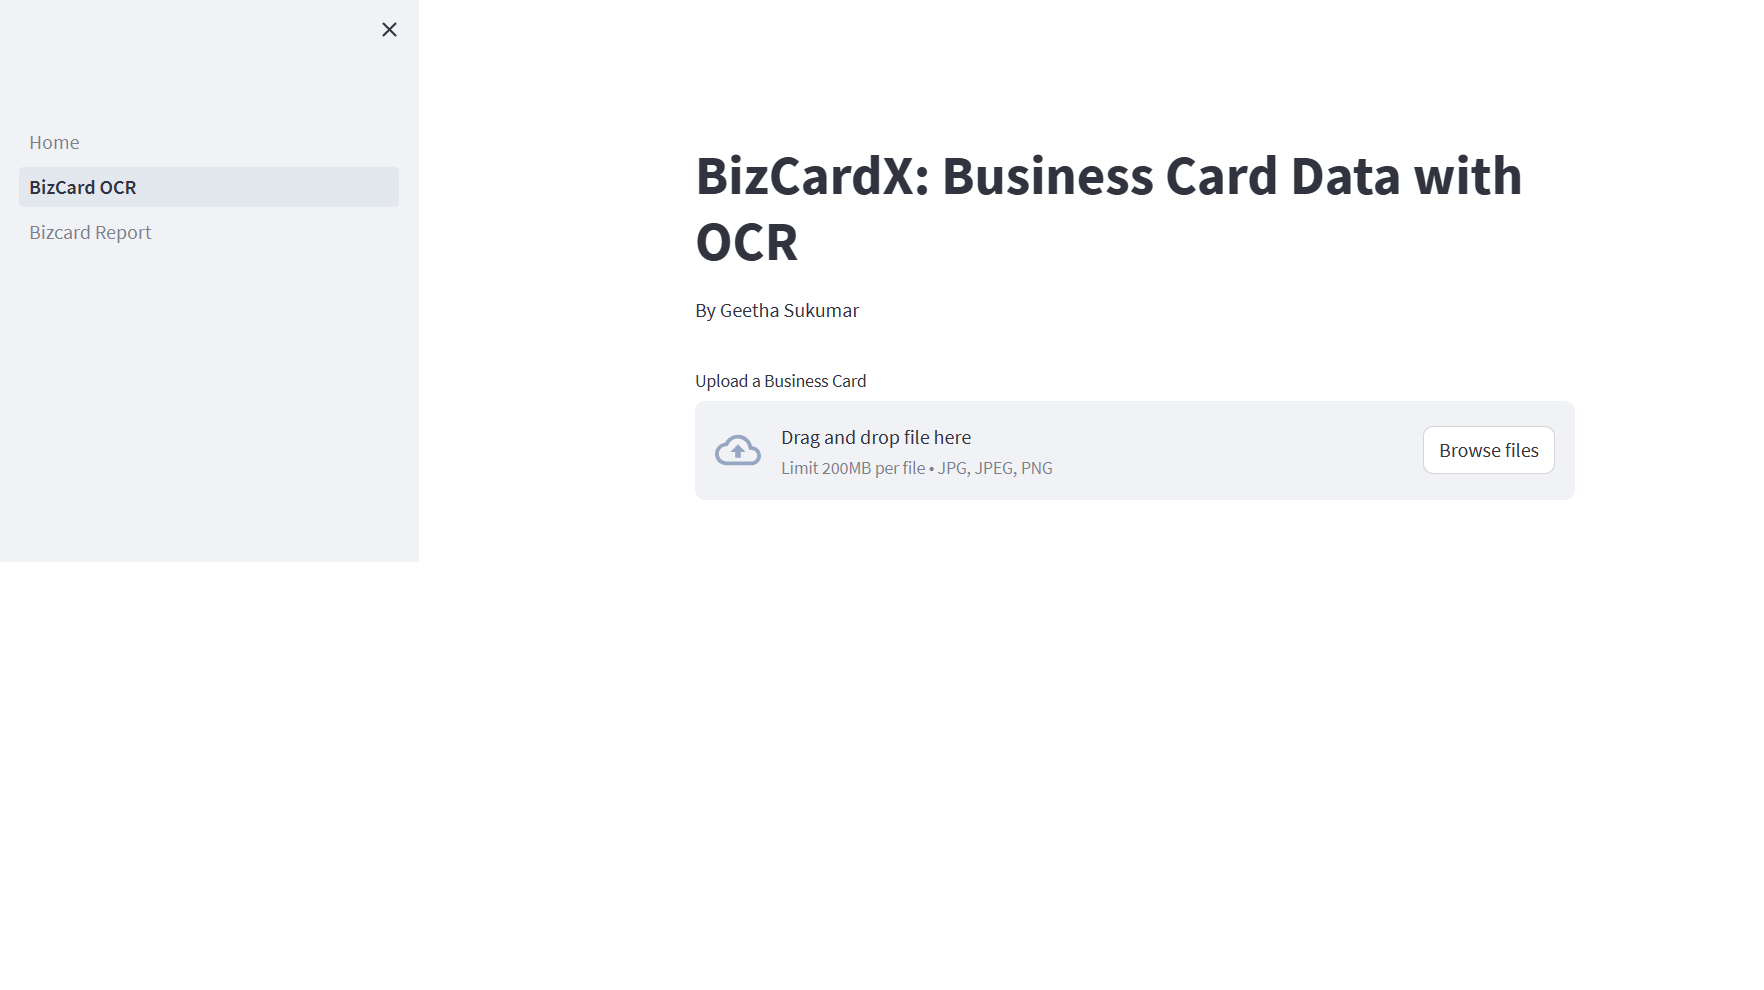 Home
BizCard OCR
Bizcard Report
BizCardX: Business Card Data with
OCR
By Geetha Sukumar
Upload a Business Card
Drag and drop file here
Limit 200MB per file • JPG, JPEG, PNG
Browse files